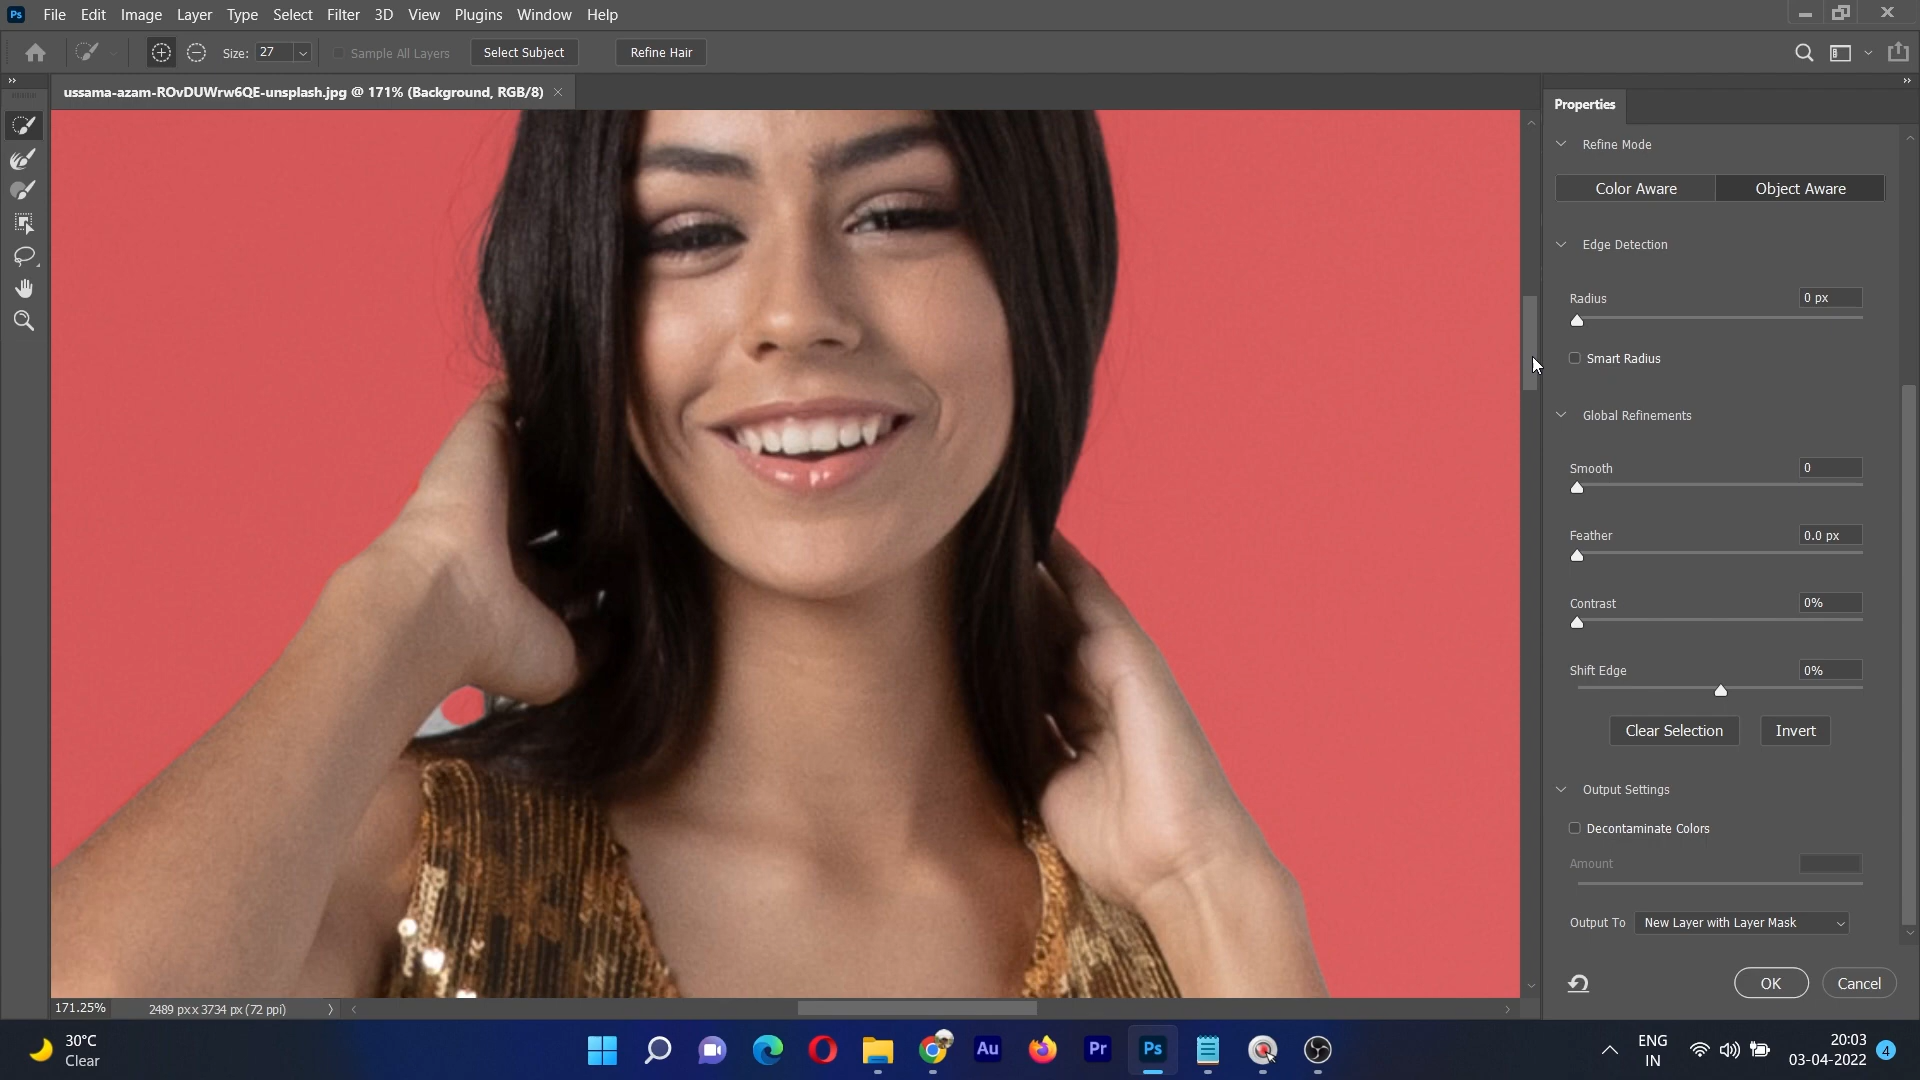 Ps File Edit Image Layer Type Select Filter 3D View Plugins Window Help
Size: 27 Sample All Layers Select Subject Refine Hair
ussama-azam-ROvDUWrw6QE-unsplash.jpg @ 171% (Background, RGB/8)
Properties
Refine Mode
Color Aware Object Aware
Edge Detection
Radius 0 px
Smart Radius
Global Refinements
Smooth 0
Feather 0.0 px
Contrast 0%
Shift Edge 0%
Clear Selection Invert
Output Settings
Decontaminate Colors
Amount
Output To New Layer with Layer Mask
OK Cancel
171.25% 2489 px x 3734 px (72 ppi)
30°C
Clear
Au Pr Ps
ENG
IN
20:03
03-04-2022
4